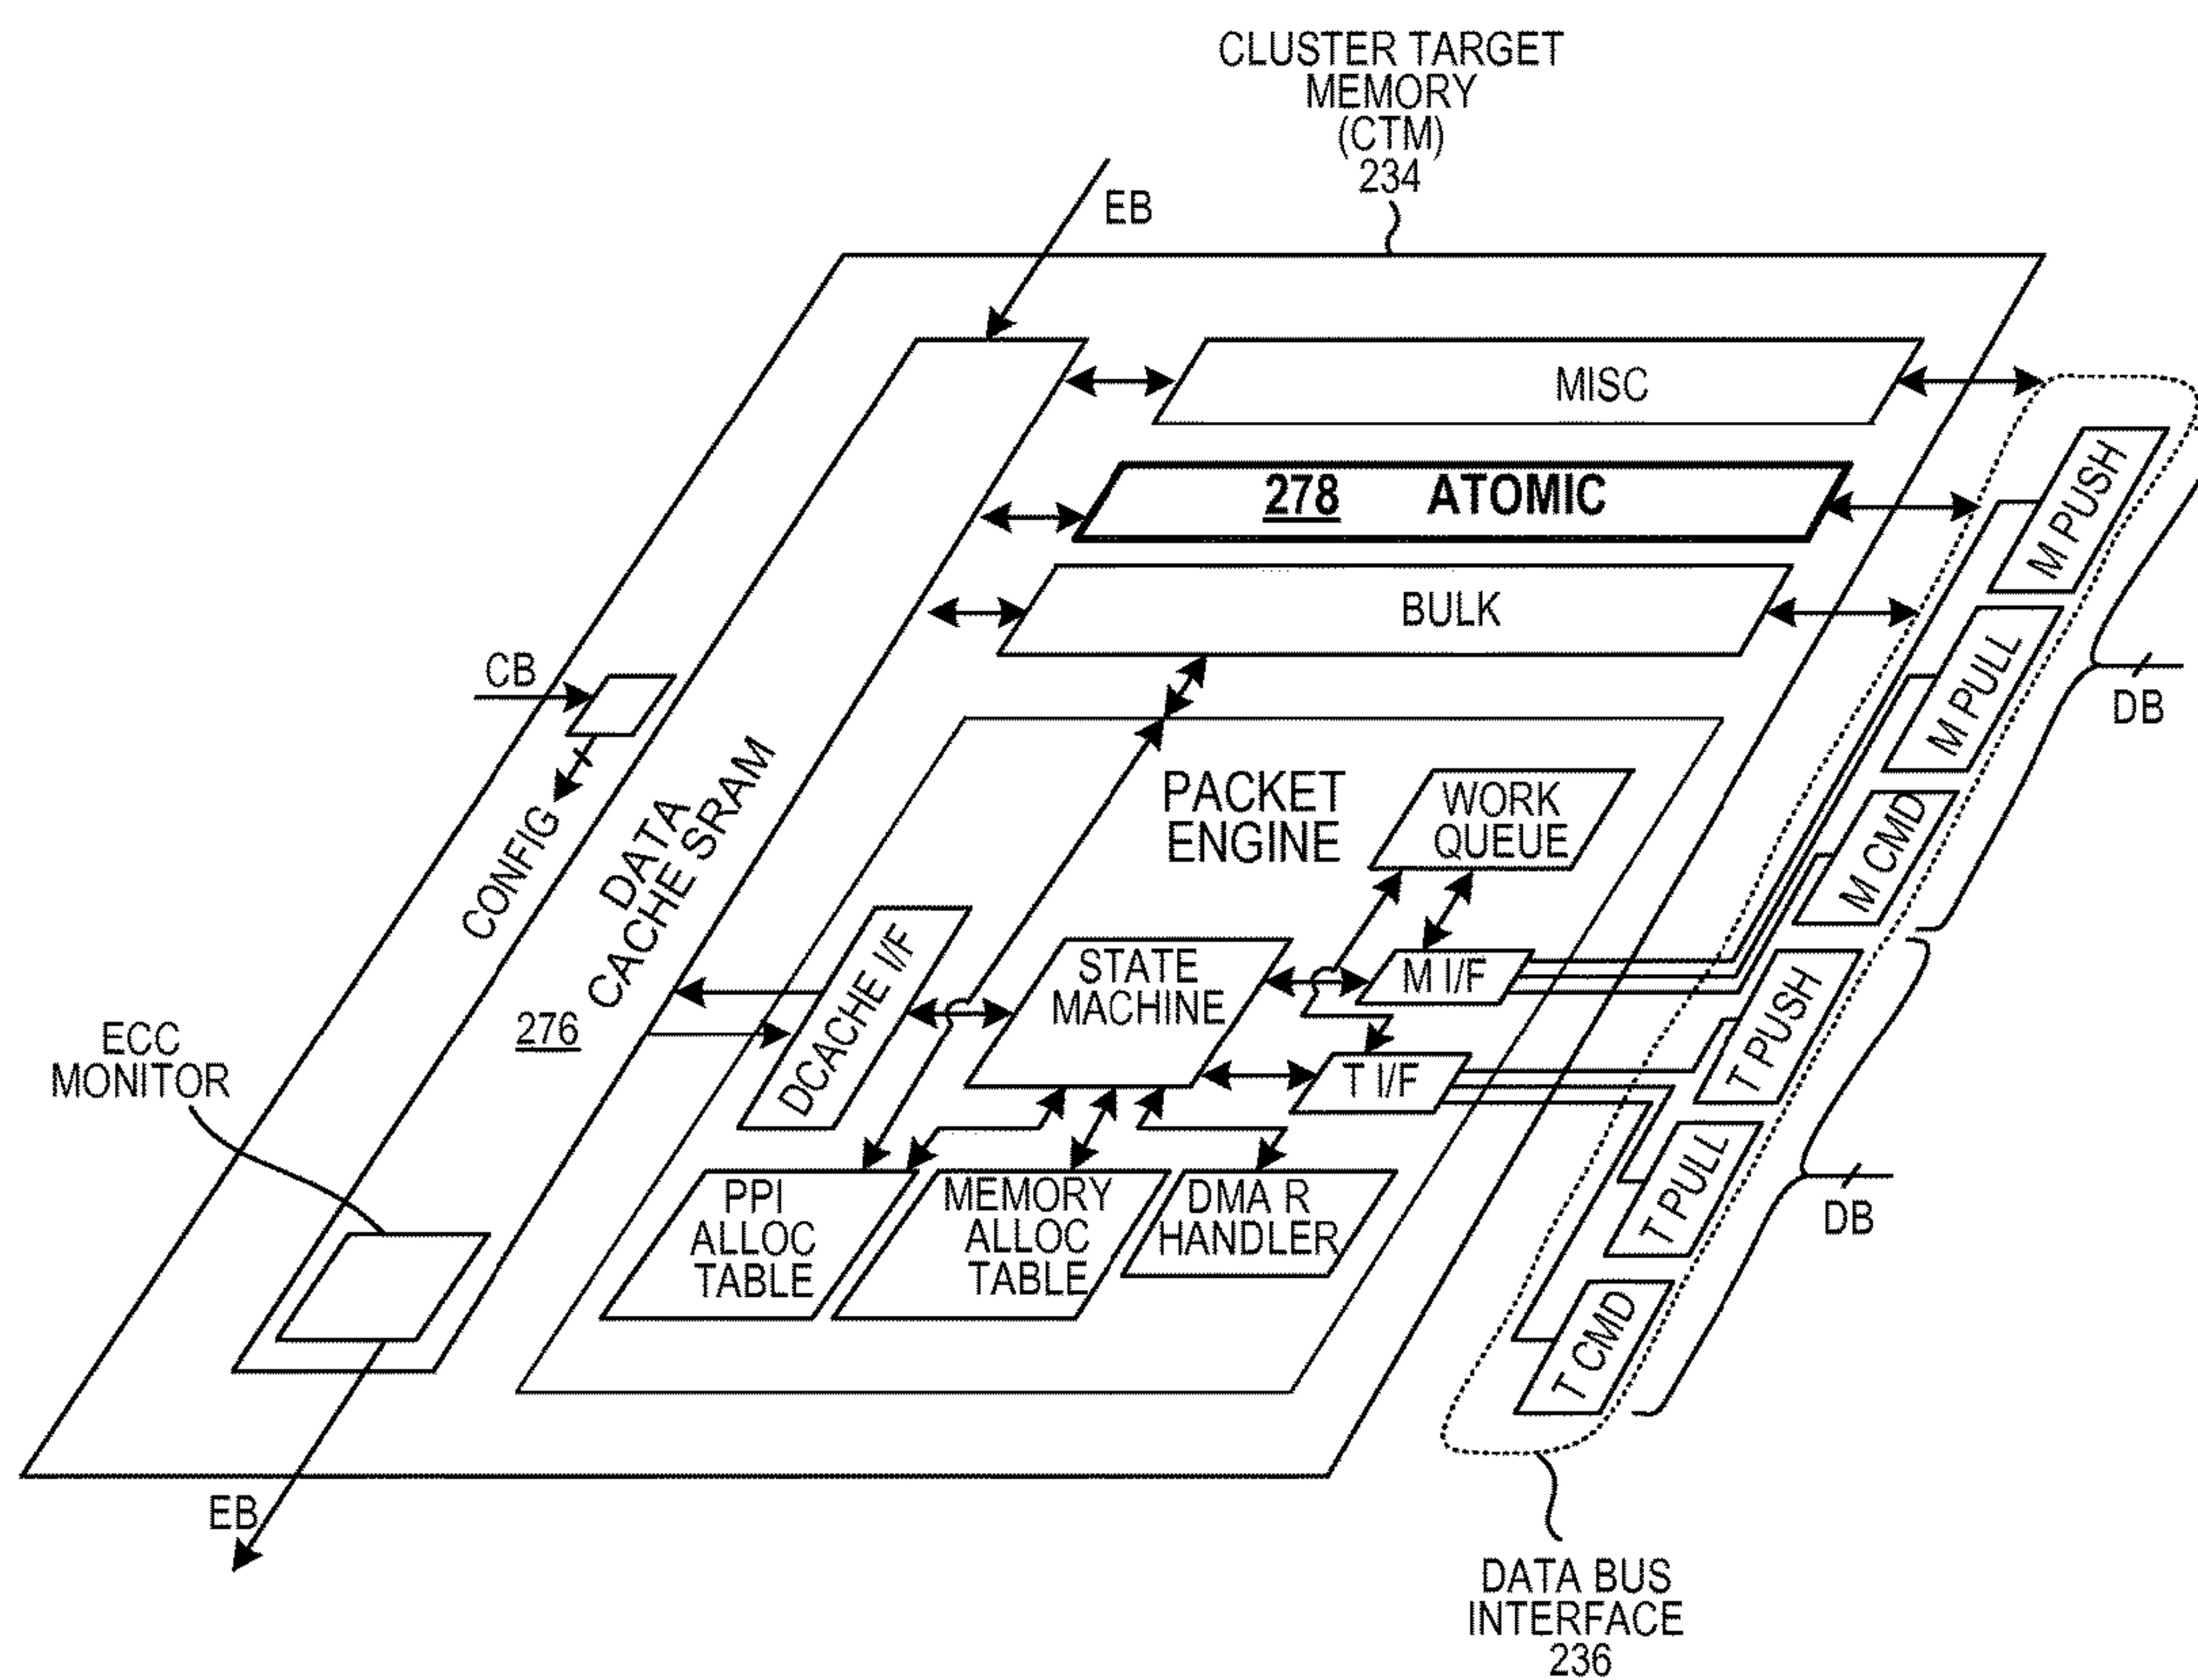 CLUSTER TARGET
MEMORY
(CTM)
234
EB
MISC
278 ATOMIC
BULK
M PUSH
M PULL
M CMD
DB
CB
CONFIG
DATA
CACHE SRAM
276
PACKET
ENGINE
WORK
QUEUE
DCACHE I/F
STATE
MACHINE
M I/F
T I/F
T PUSH
T PULL
T CMD
DB
ECC
MONITOR
PPI
ALLOC
TABLE
MEMORY
ALLOC
TABLE
DMA R
HANDLER
EB
DATA BUS
INTERFACE
236